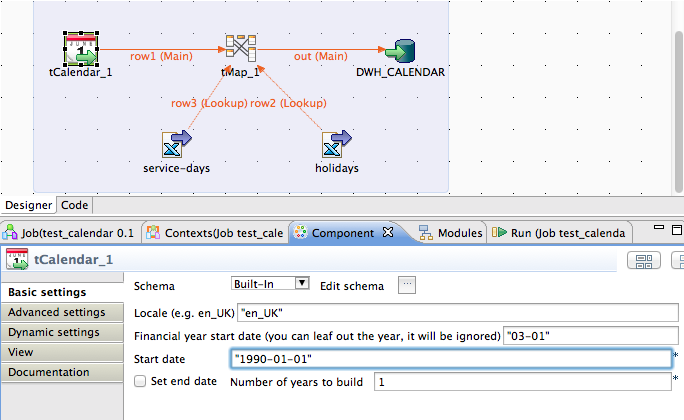 row1 (Main)
out (Main)
tCalendar_1
tMap_1
DWH_CALENDAR
row3 (Lookup)
row2 (Lookup)
service-days
holidays
Designer
Code
Job(test_calendar 0.1
Contexts(Job test_cale
Component
Modules
Run (Job test_calenda
tCalendar_1
Basic settings
Advanced settings
Dynamic settings
View
Documentation
Schema
Built-In
Edit schema
...
Locale (e.g. en_UK)
"en_UK"
Financial year start date (you can leaf out the year, it will be ignored)
"03-01"
Start date
"1990-01-01"
*
Set end date
Number of years to build
1
*